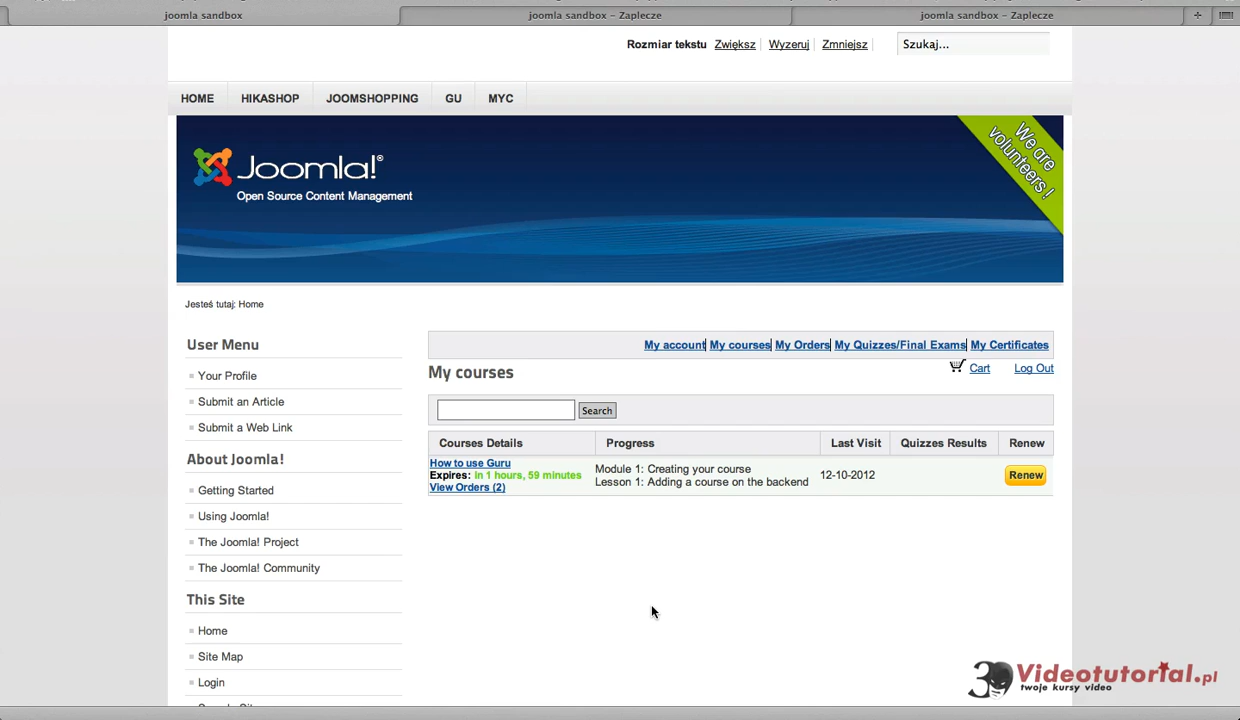 joomla sandbox
joomla sandbox – Zaplecze
joomla sandbox – Zaplecze
Rozmiar tekstu Zwiększ Wyzeruj Zmniejsz
Szukaj...
HOME HIKASHOP JOOMSHOPPING GU MYC
Joomla!®
Open Source Content Management
We are
volunteers!
Jesteś tutaj: Home
User Menu
Your Profile
Submit an Article
Submit a Web Link
About Joomla!
Getting Started
Using Joomla!
The Joomla! Project
The Joomla! Community
This Site
Home
Site Map
Login
My account My courses My Orders My Quizzes/Final Exams My Certificates
My courses
Cart Log Out
Search
Courses Details Progress Last Visit Quizzes Results Renew
How to use Guru
Expires: in 1 hours, 59 minutes
View Orders (2)
Module 1: Creating your course
Lesson 1: Adding a course on the backend
12-10-2012
Renew
3D Videotutorial.pl
twoje kursy video